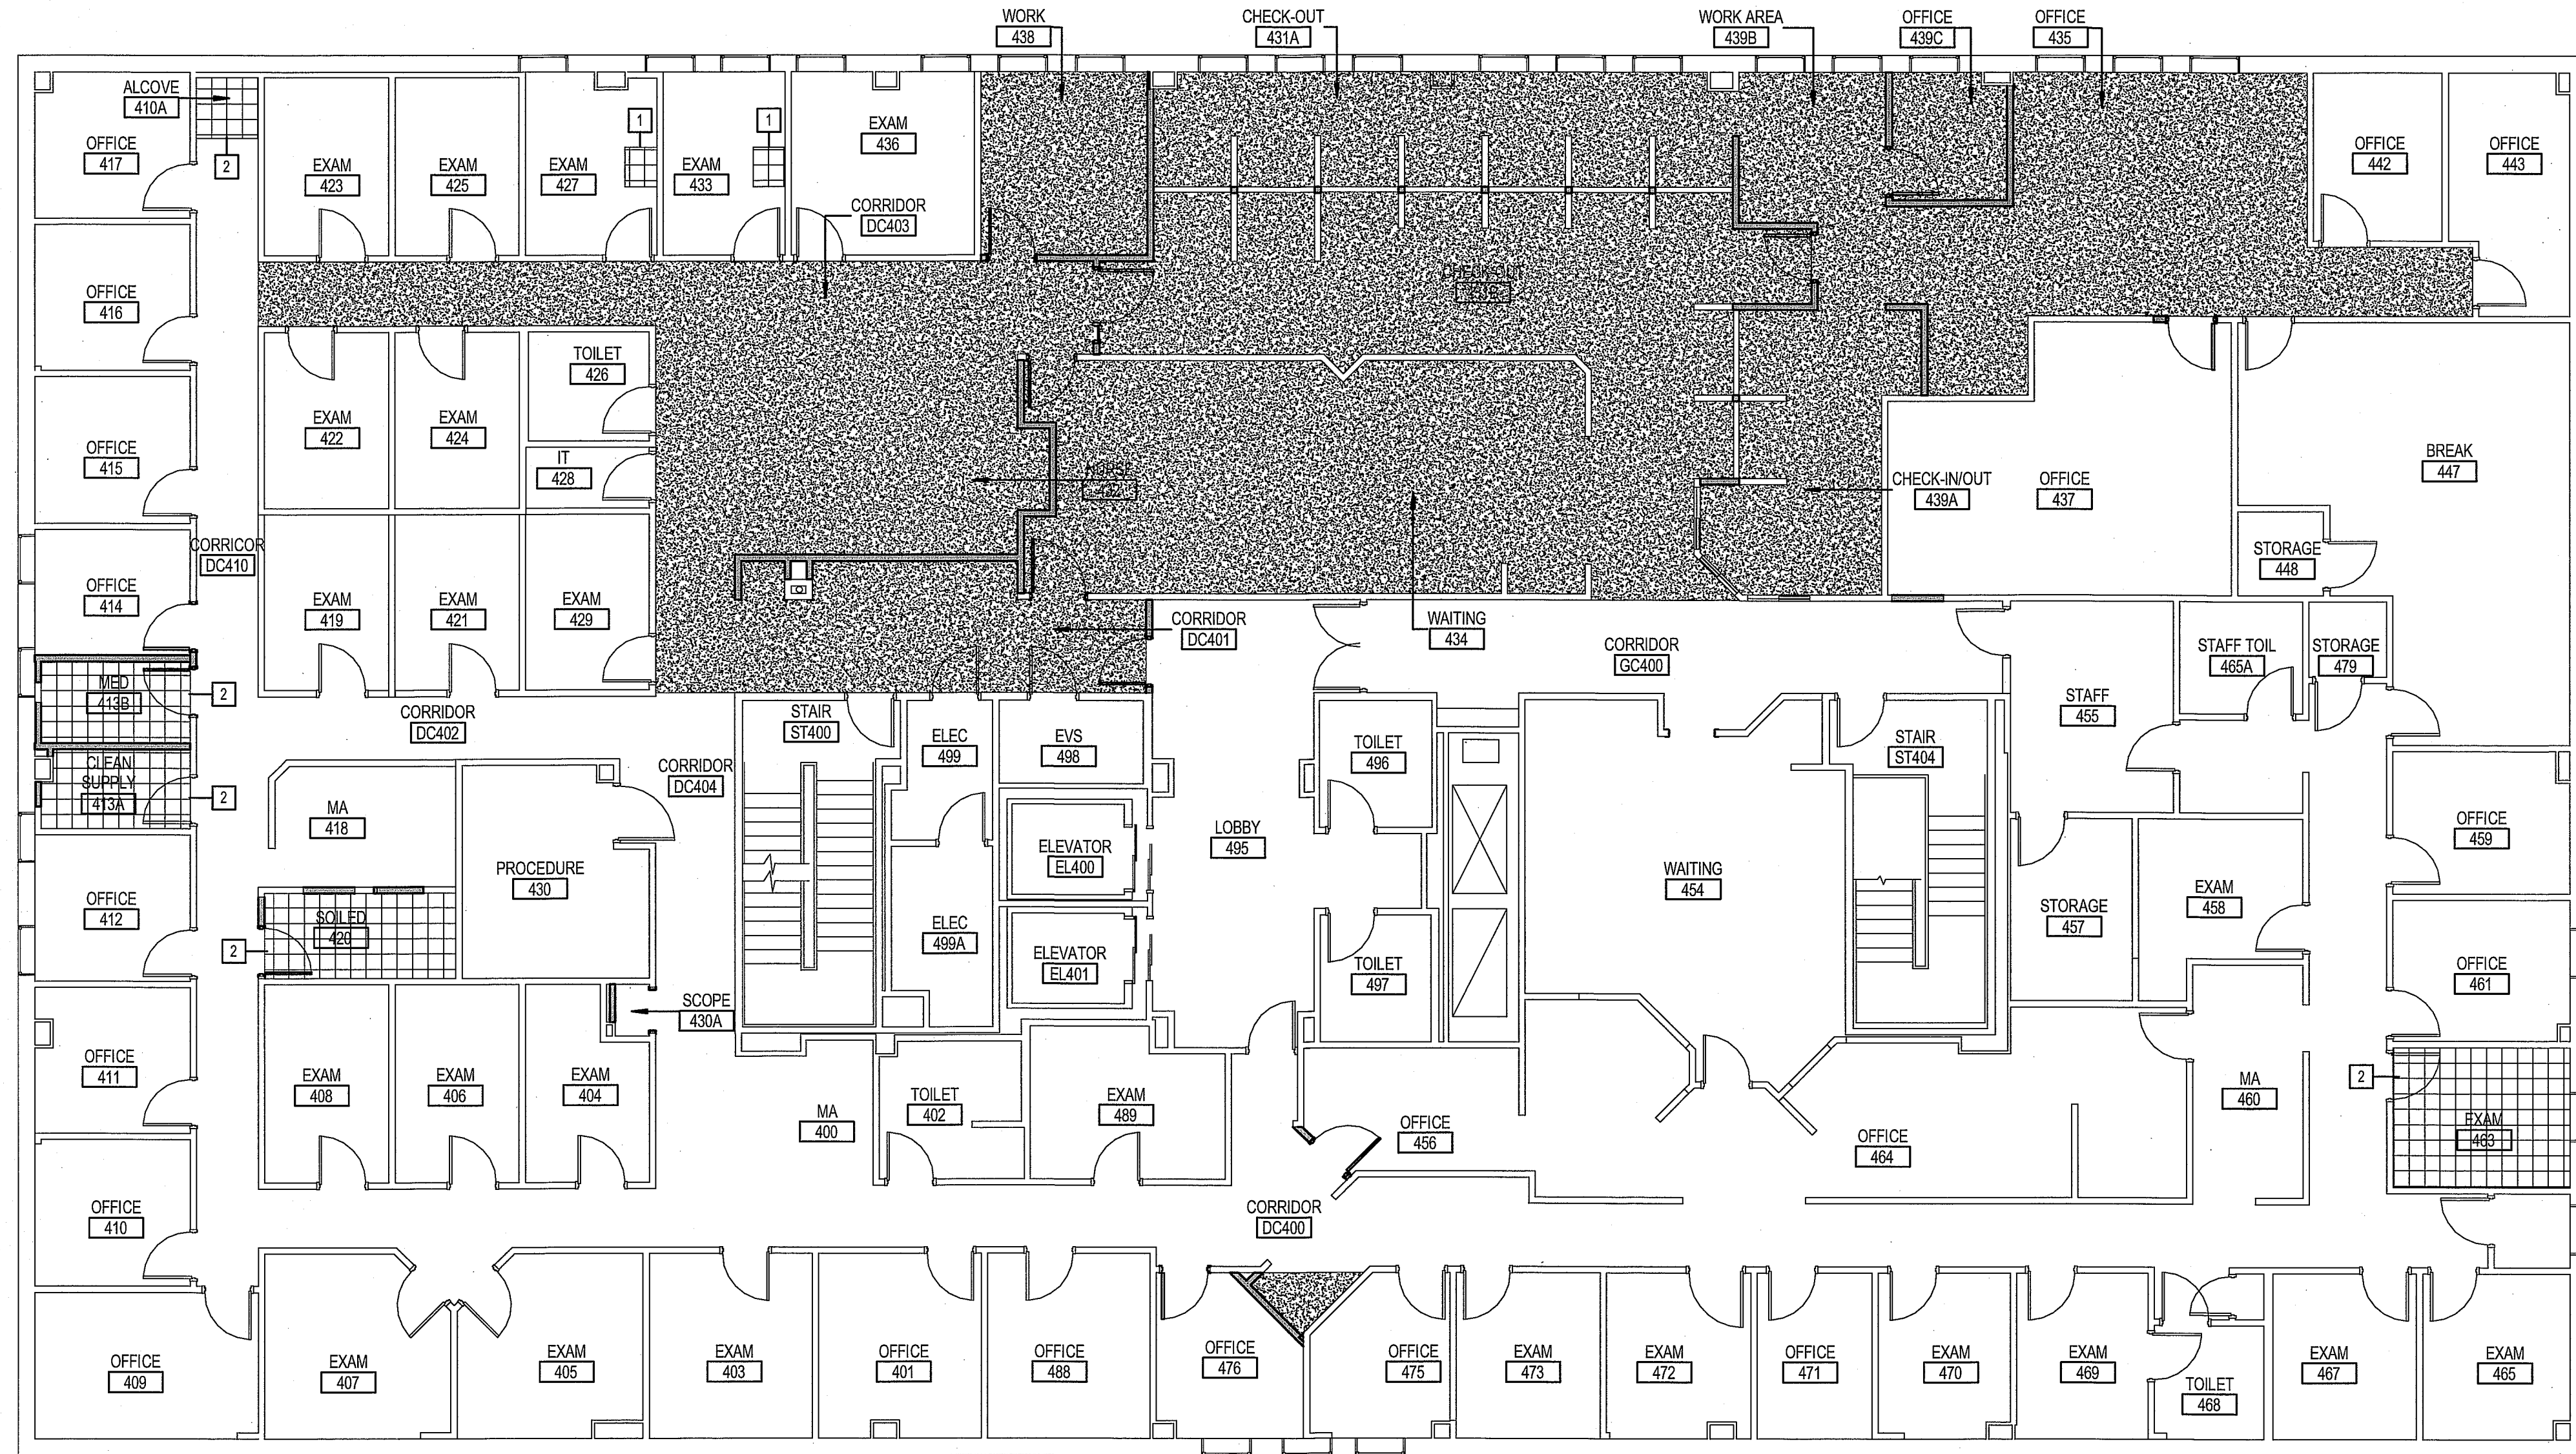 WORK
438
CHECK-OUT
431A
WORK AREA
439B
OFFICE
439C
OFFICE
435
ALCOVE
410A
OFFICE
417
2
EXAM
423
EXAM
425
EXAM
427
1
EXAM
433
1
EXAM
436
CORRIDOR
DC403
OFFICE
442
OFFICE
443
OFFICE
416
CHECK-OUT
TOILET
426
EXAM
422
EXAM
424
OFFICE
415
IT
428
NURSE
432
CHECK-IN/OUT
439A
OFFICE
437
BREAK
447
CORRICOR
DC410
STORAGE
448
OFFICE
414
EXAM
419
EXAM
421
EXAM
429
CORRIDOR
DC401
WAITING
434
CORRIDOR
GC400
STAFF TOIL
465A
STORAGE
479
MED
413B
2
CORRIDOR
DC402
STAIR
ST400
ELEC
499
EVS
498
TOILET
496
STAIR
ST404
STAFF
455
CLEAN
SUPPLY
413A
2
CORRIDOR
DC404
MA
418
LOBBY
495
ELEVATOR
EL400
PROCEDURE
430
WAITING
454
OFFICE
459
OFFICE
412
SOILED
420
2
ELEC
499A
ELEVATOR
EL401
TOILET
497
STORAGE
457
EXAM
458
OFFICE
461
SCOPE
430A
OFFICE
411
EXAM
408
EXAM
406
EXAM
404
MA
400
TOILET
402
EXAM
489
OFFICE
456
OFFICE
464
MA
460
2
EXAM
463
OFFICE
410
CORRIDOR
DC400
OFFICE
409
EXAM
407
EXAM
405
EXAM
403
OFFICE
401
OFFICE
488
OFFICE
476
OFFICE
475
EXAM
473
EXAM
472
OFFICE
471
EXAM
470
EXAM
469
TOILET
468
EXAM
467
EXAM
465